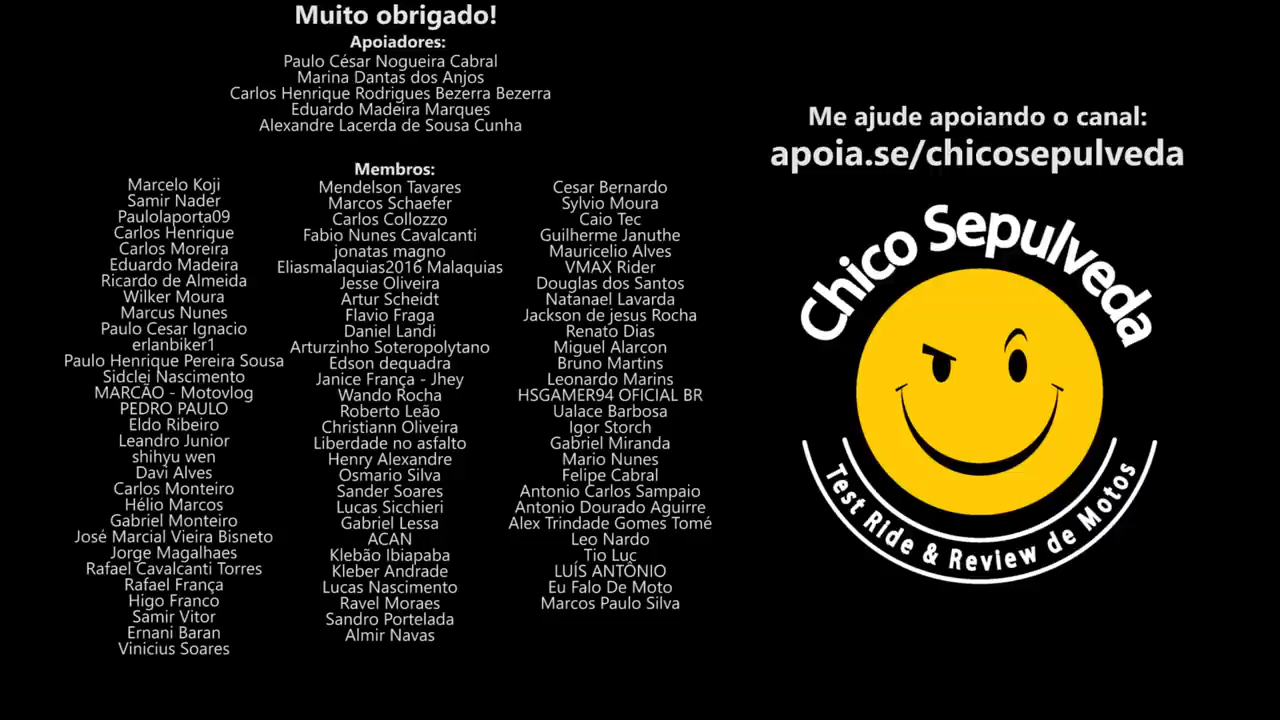 Muito obrigado!
Apoiadores:
Paulo César Nogueira Cabral
Marina Dantas dos Anjos
Carlos Henrique Rodrigues Bezerra Bezerra
Eduardo Madeira Marques
Alexandre Lacerda de Sousa Cunha
Membros:
Marcelo Koji
Samir Nader
Paulolaporta09
Carlos Henrique
Carlos Moreira
Eduardo Madeira
Ricardo de Almeida
Wilker Moura
Marcus Nunes
Paulo Cesar Ignacio
erlanbiker1
Paulo Henrique Pereira Sousa
Sidclei Nascimento
MARCÃO - Motovlog
PEDRO PAULO
Eldo Ribeiro
Leandro Junior
shihyu wen
Davi Alves
Carlos Monteiro
Hélio Marcos
Gabriel Monteiro
José Marcial Vieira Bisneto
Jorge Magalhaes
Rafael Cavalcanti Torres
Rafael França
Higo Franco
Samir Vitor
Ernani Baran
Vinicius Soares
Mendelson Tavares
Marcos Schaefer
Carlos Collozzo
Fabio Nunes Cavalcanti
jonatas magno
Eliasmalaquias2016 Malaquias
Jesse Oliveira
Artur Scheidt
Flavio Fraga
Daniel Landi
Arturzinho Soteropolytano
Edson dequadra
Janice França - Jhey
Wando Rocha
Roberto Leão
Christiann Oliveira
Liberdade no asfalto
Henry Alexandre
Osmario Silva
Sander Soares
Lucas Sicchieri
Gabriel Lessa
ACAN
Klebão Ibiapaba
Kleber Andrade
Lucas Nascimento
Ravel Moraes
Sandro Portelada
Almir Navas
Cesar Bernardo
Sylvio Moura
Caio Tec
Guilherme Januthe
Mauricelio Alves
VMAX Rider
Douglas dos Santos
Natanael Lavarda
Jackson de jesus Rocha
Renato Dias
Miguel Alarcon
Bruno Martins
Leonardo Marins
HSGAMER94 OFICIAL BR
Ualace Barbosa
Igor Storch
Gabriel Miranda
Mario Nunes
Felipe Cabral
Antonio Carlos Sampaio
Antonio Dourado Aguirre
Alex Trindade Gomes Tomé
Leo Nardo
Tio Luc
LUÍS ANTÔNIO
Eu Falo De Moto
Marcos Paulo Silva
Me ajude apoiando o canal:
apoia.se/chicosepulveda
Chico Sepulveda
Test Ride & Review de Motos